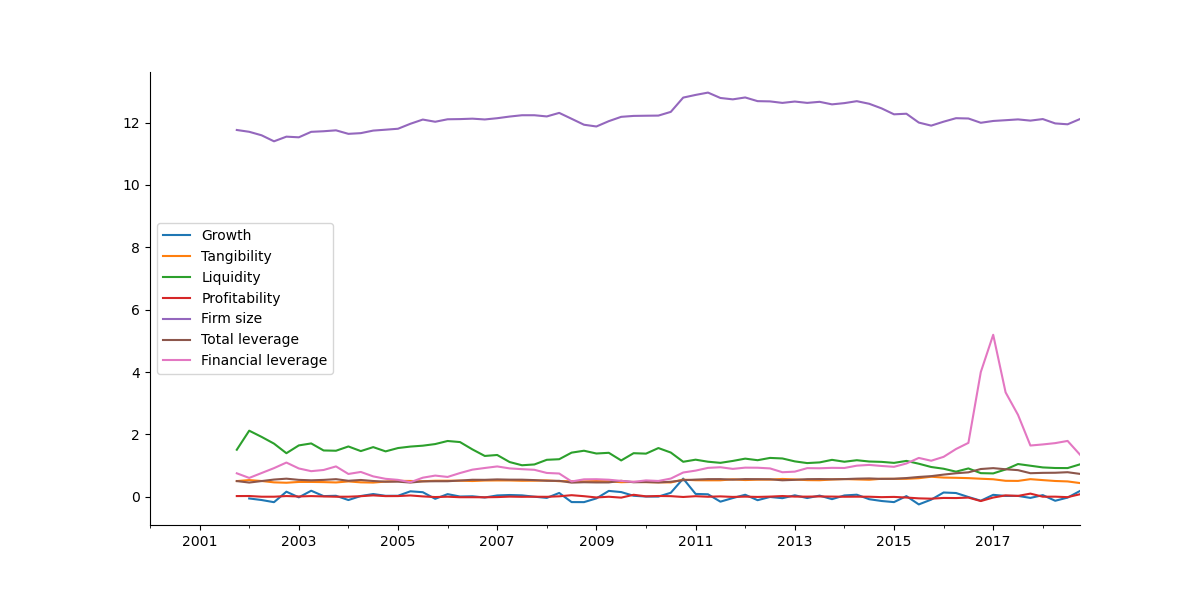 12
10
8
6
4
2
0
Growth
Tangibility
Liquidity
Profitability
Firm size
Total leverage
Financial leverage
2001 2003 2005 2007 2009 2011 2013 2015 2017